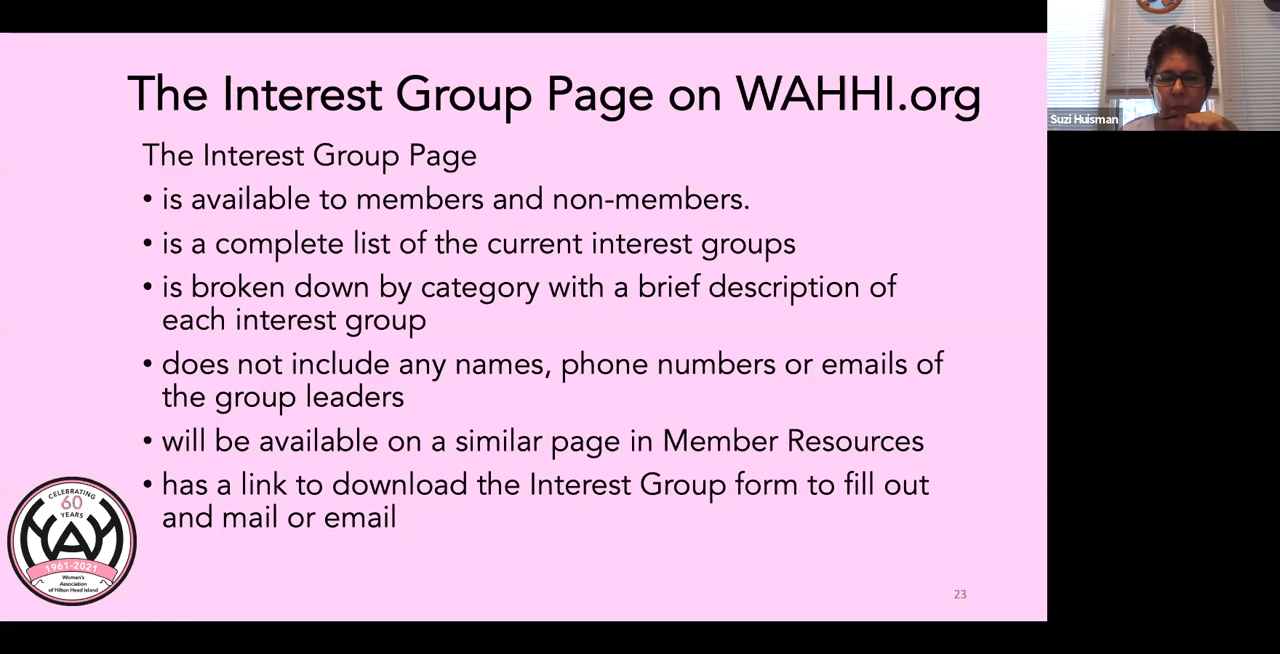 The Interest Group Page on WAHHI.org
Suzi Huisman
The Interest Group Page
• is available to members and non-members.
• is a complete list of the current interest groups
• is broken down by category with a brief description of
each interest group
• does not include any names, phone numbers or emails of
the group leaders
• will be available on a similar page in Member Resources
• has a link to download the Interest Group form to fill out
and mail or email
CELEBRATING
60
YEARS
WAH
1961-2021
Women's
Association
of Hilton Head Island
23